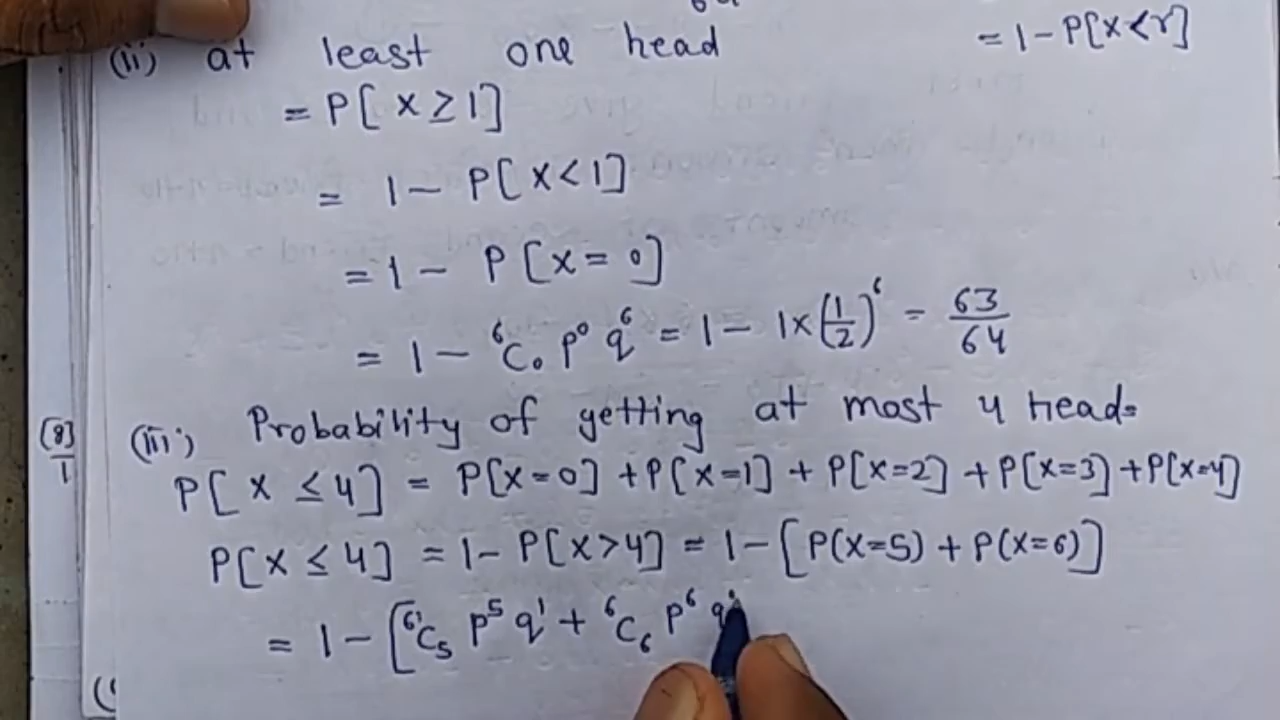 (ii) at least one head
= 1 - P[X<r]
= P[X ≥ 1]
= 1 - P[X < 1]
= 1 - P[X = 0]
= 1 - ⁶C₀ p⁰ q⁶ = 1 - 1×(1/2)⁶ = 63/64
[8]/1
(iii) Probability of getting at most 4 heads
P[X ≤ 4] = P[X=0] + P[X=1] + P[X=2] + P[X=3] + P[X=4]
P[X ≤ 4] = 1 - P[X>4] = 1 - [P(X=5) + P(X=6)]
= 1 - [⁶C₅ p⁵ q¹ + ⁶C₆ p⁶ q